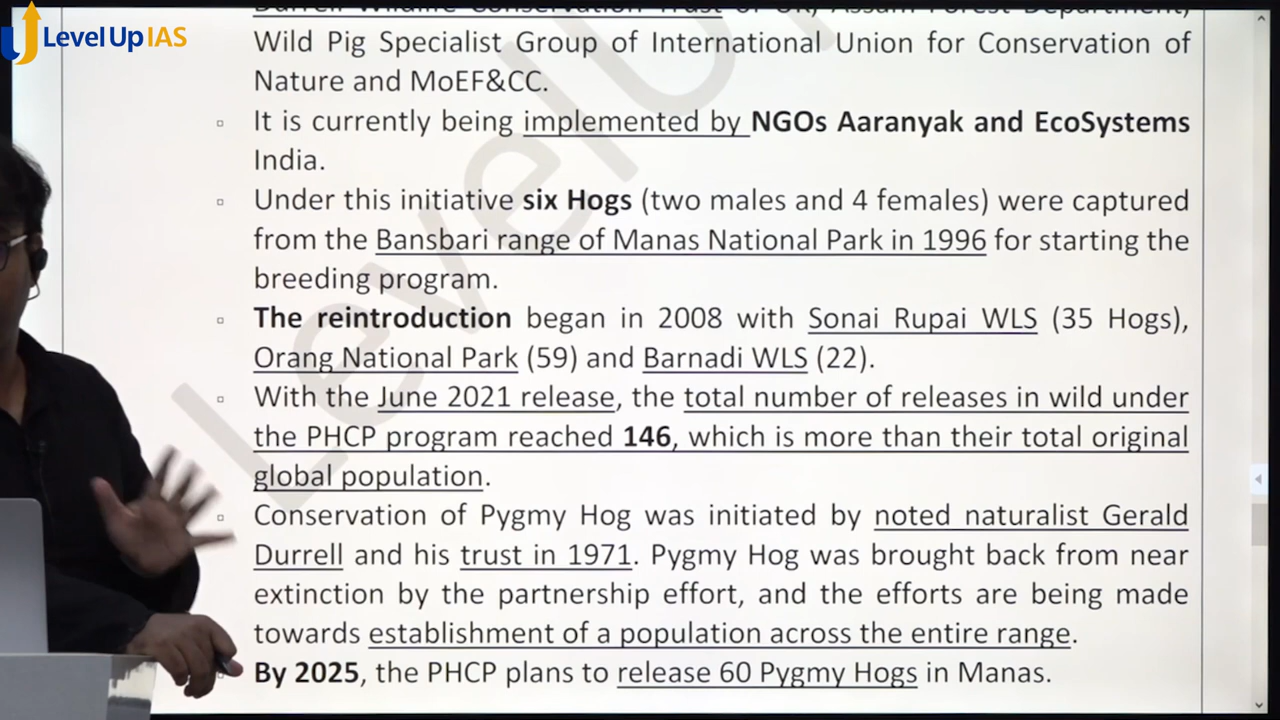 Level Up IAS
Durrell Wildlife Conservation Trust of UK, Assam Forest Department,
Wild Pig Specialist Group of International Union for Conservation of
Nature and MoEF&CC.
▫ It is currently being implemented by NGOs Aaranyak and EcoSystems
India.
▫ Under this initiative six Hogs (two males and 4 females) were captured
from the Bansbari range of Manas National Park in 1996 for starting the
breeding program.
▫ The reintroduction began in 2008 with Sonai Rupai WLS (35 Hogs),
Orang National Park (59) and Barnadi WLS (22).
▫ With the June 2021 release, the total number of releases in wild under
the PHCP program reached 146, which is more than their total original
global population.
▫ Conservation of Pygmy Hog was initiated by noted naturalist Gerald
Durrell and his trust in 1971. Pygmy Hog was brought back from near
extinction by the partnership effort, and the efforts are being made
towards establishment of a population across the entire range.
▫ By 2025, the PHCP plans to release 60 Pygmy Hogs in Manas.
LevelU